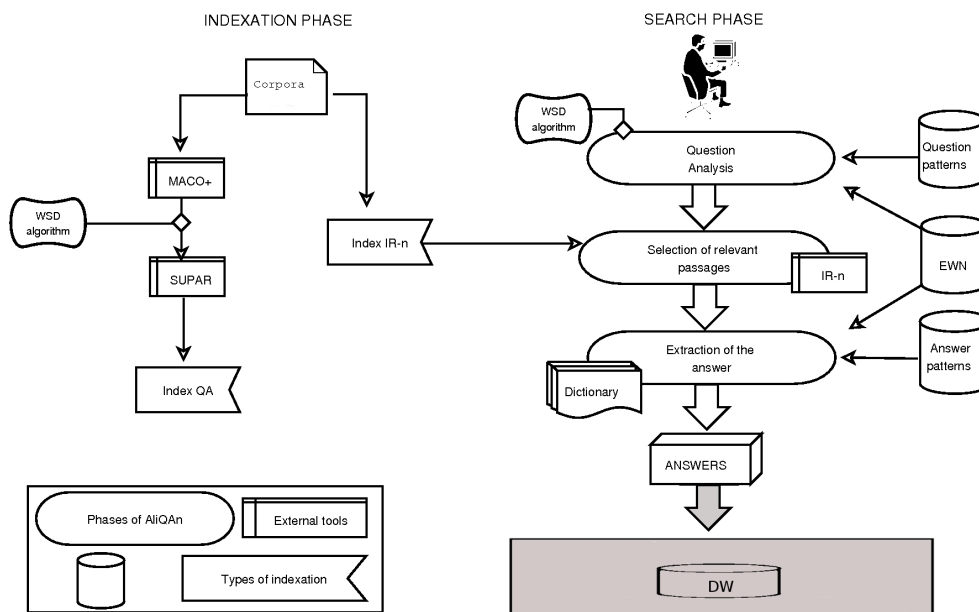 INDEXATION PHASE
Corpora
MACO+
WSD
algorithm
SUPAR
Index IR-n
Index QA
SEARCH PHASE
WSD
algorithm
Question
Analysis
Question
patterns
Selection of relevant
passages
IR-n
EWN
Extraction of the
answer
Dictionary
Answer
patterns
ANSWERS
DW
Phases of AliQAn
External tools
Types of indexation